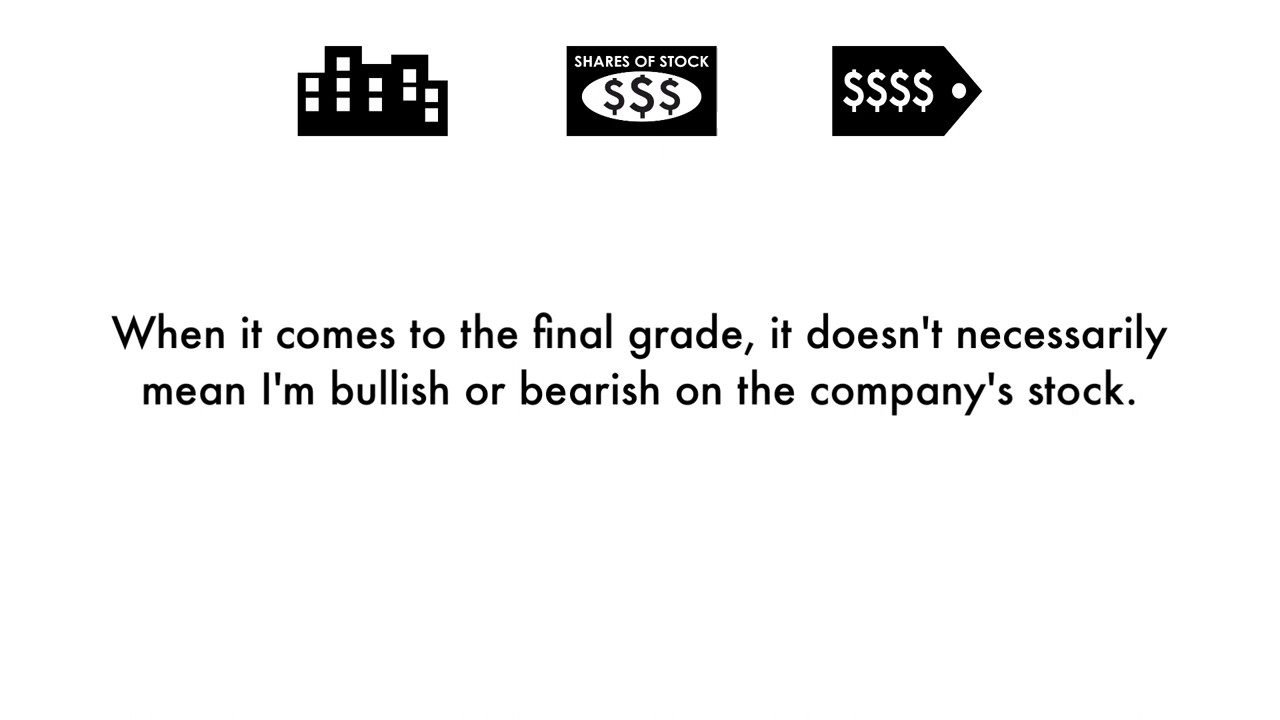 SHARES OF STOCK
$$$
$$$$
When it comes to the final grade, it doesn't necessarily
mean I'm bullish or bearish on the company's stock.